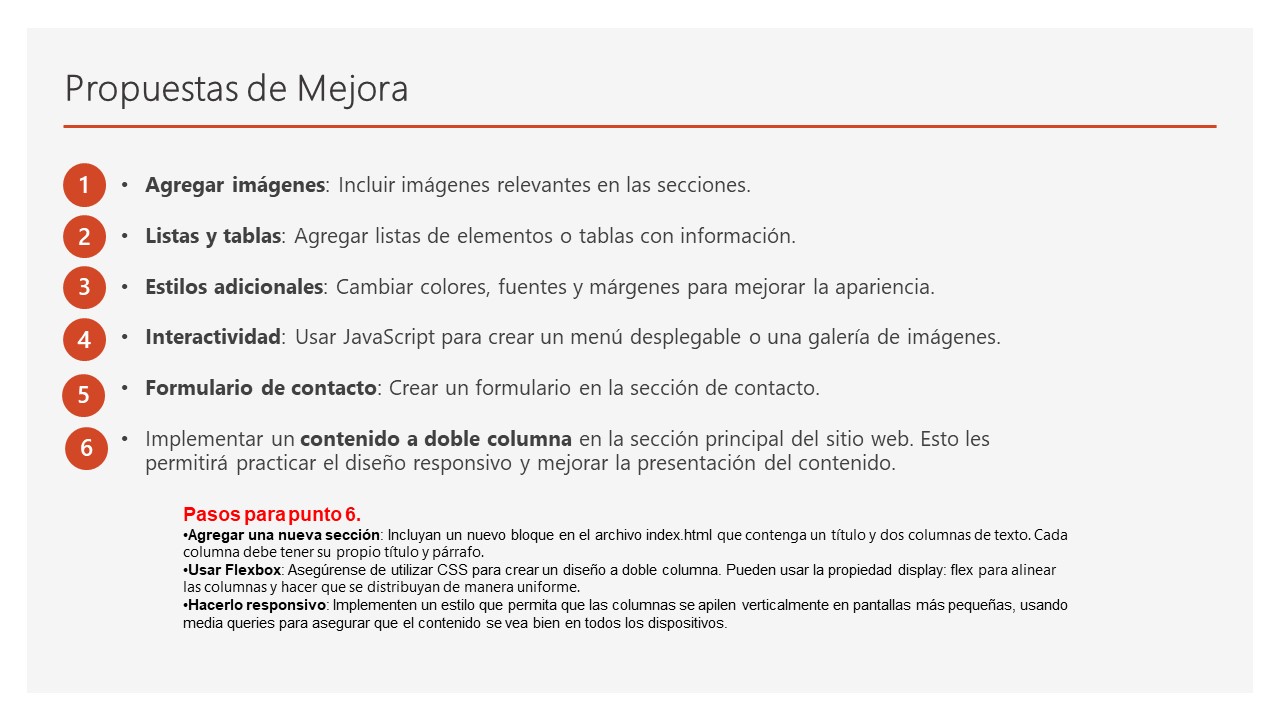 Propuestas de Mejora
1 • Agregar imágenes: Incluir imágenes relevantes en las secciones.
2 • Listas y tablas: Agregar listas de elementos o tablas con información.
3 • Estilos adicionales: Cambiar colores, fuentes y márgenes para mejorar la apariencia.
4 • Interactividad: Usar JavaScript para crear un menú desplegable o una galería de imágenes.
5 • Formulario de contacto: Crear un formulario en la sección de contacto.
6 • Implementar un contenido a doble columna en la sección principal del sitio web. Esto les
permitirá practicar el diseño responsivo y mejorar la presentación del contenido.
Pasos para punto 6.
•Agregar una nueva sección: Incluyan un nuevo bloque en el archivo index.html que contenga un título y dos columnas de texto. Cada
columna debe tener su propio título y párrafo.
•Usar Flexbox: Asegúrense de utilizar CSS para crear un diseño a doble columna. Pueden usar la propiedad display: flex para alinear
las columnas y hacer que se distribuyan de manera uniforme.
•Hacerlo responsivo: Implementen un estilo que permita que las columnas se apilen verticalmente en pantallas más pequeñas, usando
media queries para asegurar que el contenido se vea bien en todos los dispositivos.